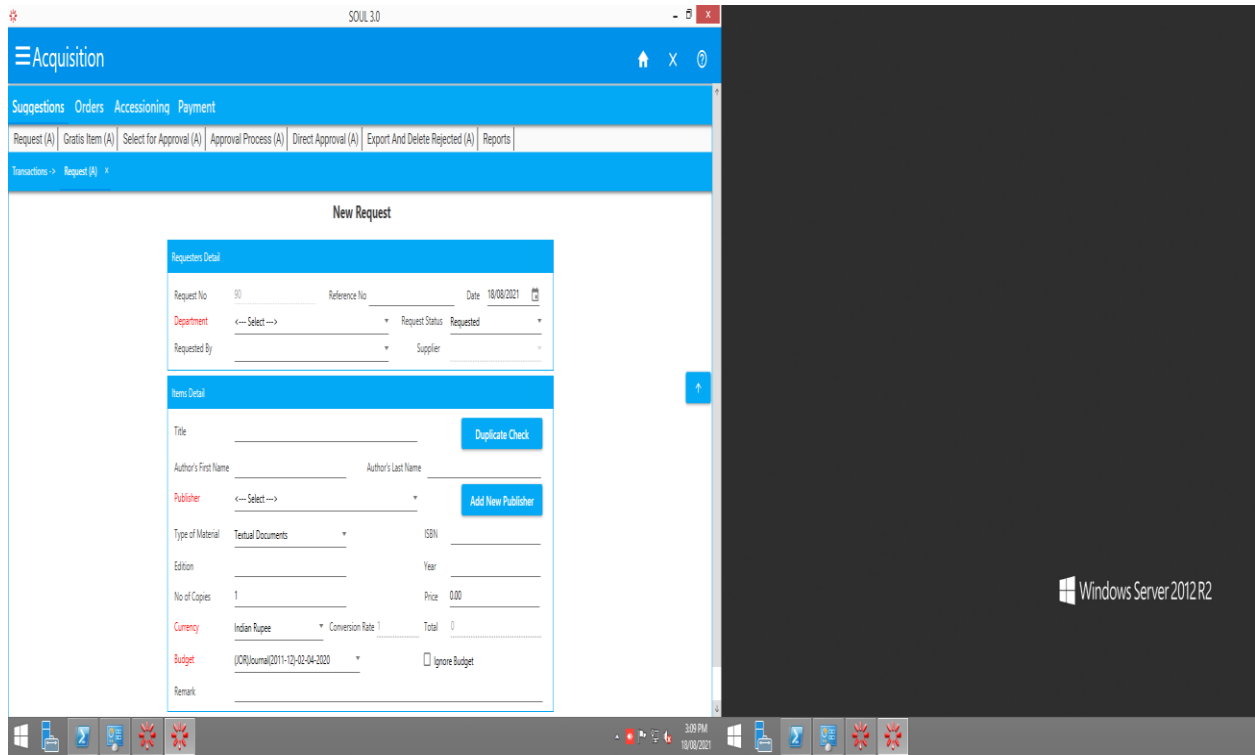 SOUL 3.0
Acquisition
Suggestions Orders Accessioning Payment
Request (A) Gratis Item (A) Select for Approval (A) Approval Process (A) Direct Approval (A) Export And Delete Rejected (A) Reports
Transactions -> Request (A) ×
New Request
Requesters Detail
Request No 90 Reference No Date 18/08/2021
Department <--- Select ---> Request Status Requested
Requested By Supplier
Items Detail
Title Duplicate Check
Author's First Name Author's Last Name
Publisher <--- Select ---> Add New Publisher
Type of Material Textual Documents ISBN
Edition Year
No of Copies 1 Price 0.00
Currency Indian Rupee Conversion Rate 1 Total 0
Budget (JOR)Journal(2011-12)-02-04-2020 Ignore Budget
Remark
Windows Server 2012 R2
3:09 PM
18/08/2021